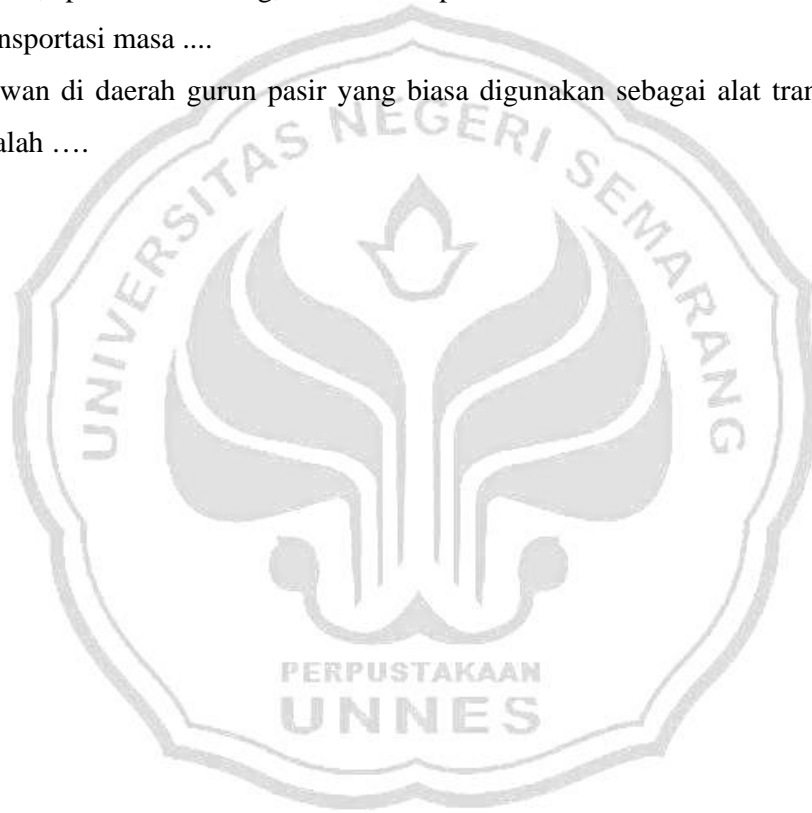 nsportasi masa ....
wan di daerah gurun pasir yang biasa digunakan sebagai alat tran
alah ….
UNIVERSITAS NEGERI SEMARANG
PERPUSTAKAAN
UNNES